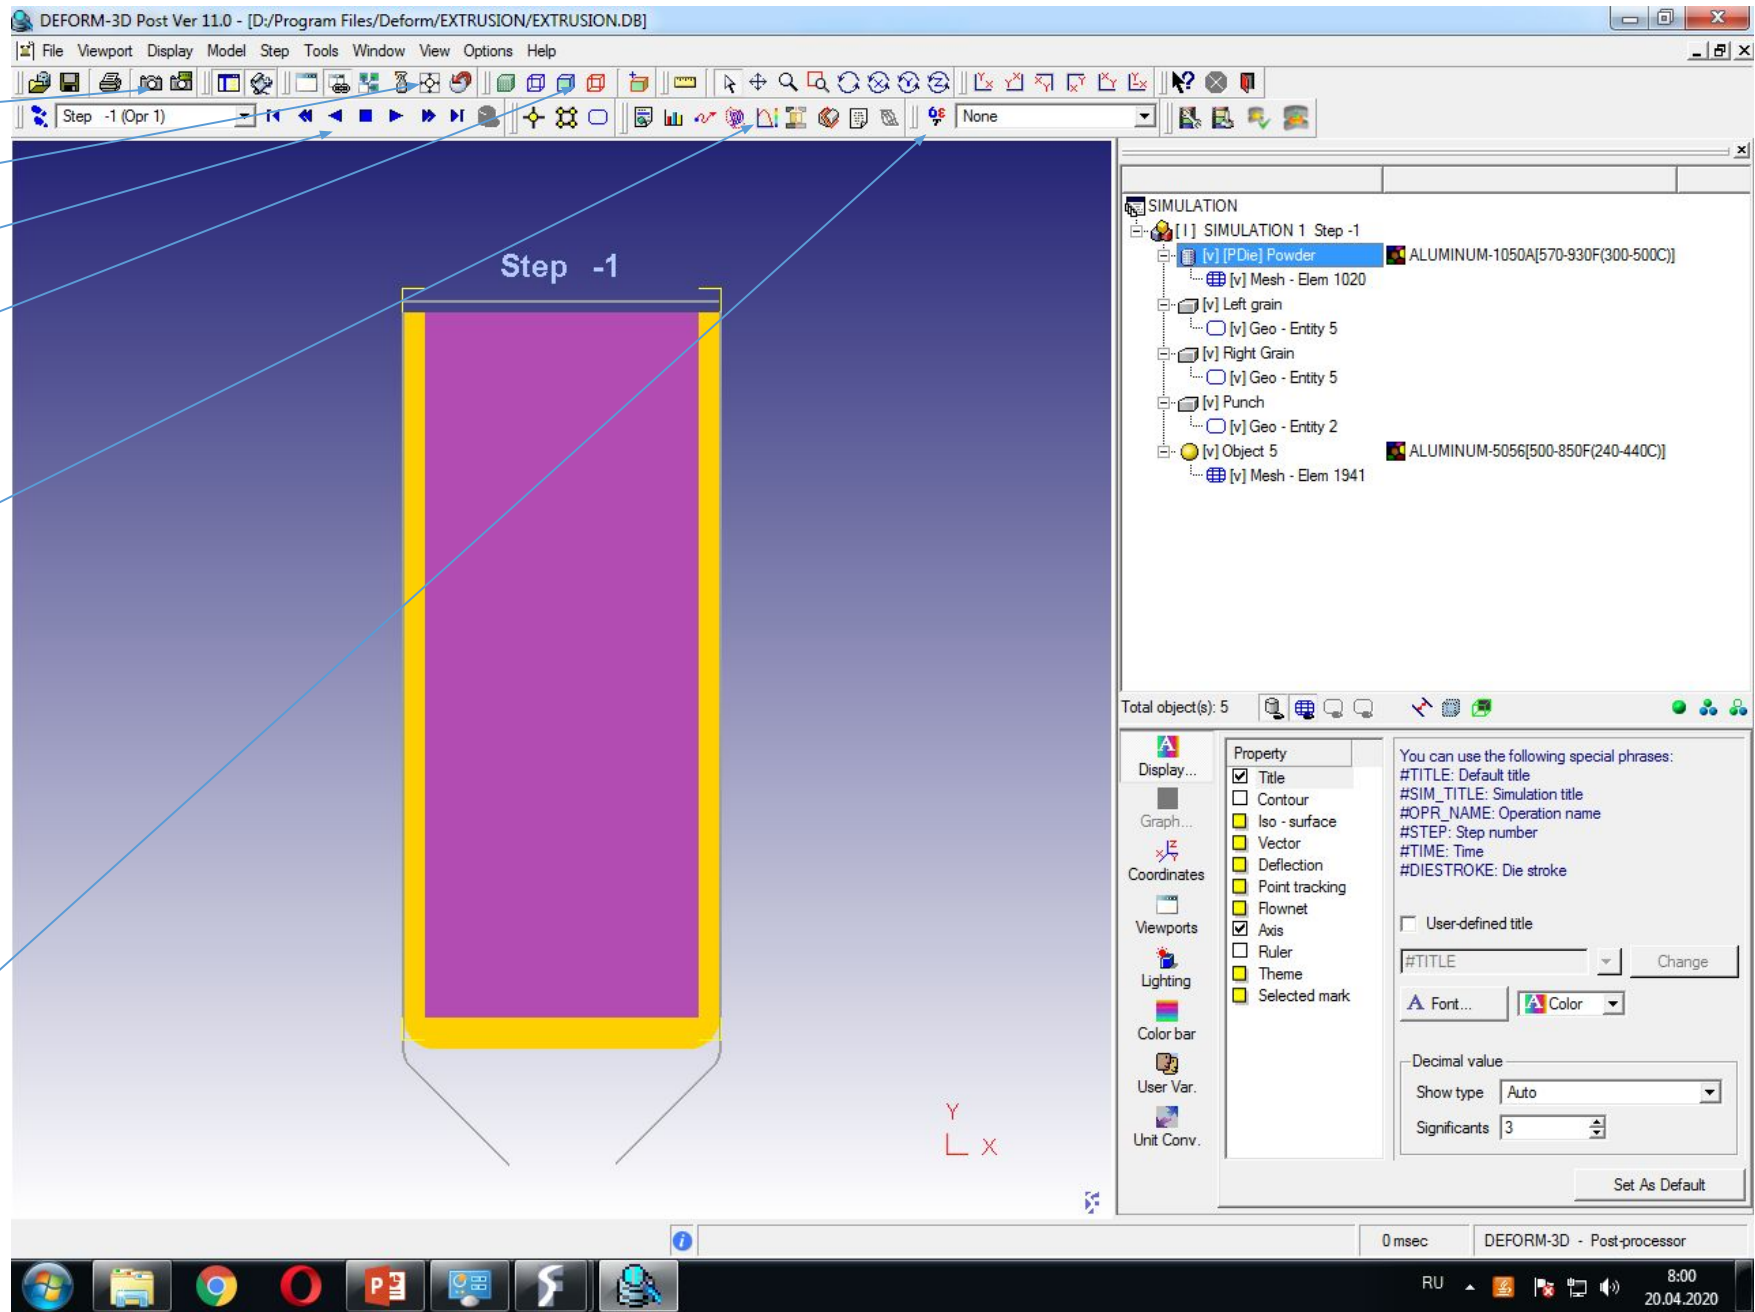 DEFORM-3D Post Ver 11.0 - [D:/Program Files/Deform/EXTRUSION/EXTRUSION.DB]
File Viewport Display Model Step Tools Window View Options Help
Step -1 (Opr 1)
None
SIMULATION
[ I ] SIMULATION 1 Step -1
[v] [PDie] Powder ALUMINUM-1050A[570-930F(300-500C)]
[v] Mesh - Elem 1020
[v] Left grain
[v] Geo - Entity 5
[v] Right Grain
[v] Geo - Entity 5
[v] Punch
[v] Geo - Entity 2
[v] Object 5 ALUMINUM-5056[500-850F(240-440C)]
[v] Mesh - Elem 1941
Step -1
Y
X
Total object(s): 5
Display...
Graph...
Coordinates
Viewports
Lighting
Color bar
User Var.
Unit Conv.
Property
Title
Contour
Iso - surface
Vector
Deflection
Point tracking
Flownet
Axis
Ruler
Theme
Selected mark
You can use the following special phrases:
#TITLE: Default title
#SIM_TITLE: Simulation title
#OPR_NAME: Operation name
#STEP: Step number
#TIME: Time
#DIESTROKE: Die stroke
User-defined title
#TITLE Change
A Font... A Color
Decimal value
Show type Auto
Significants 3
Set As Default
0 msec DEFORM-3D - Post-processor
RU 8:00
20.04.2020